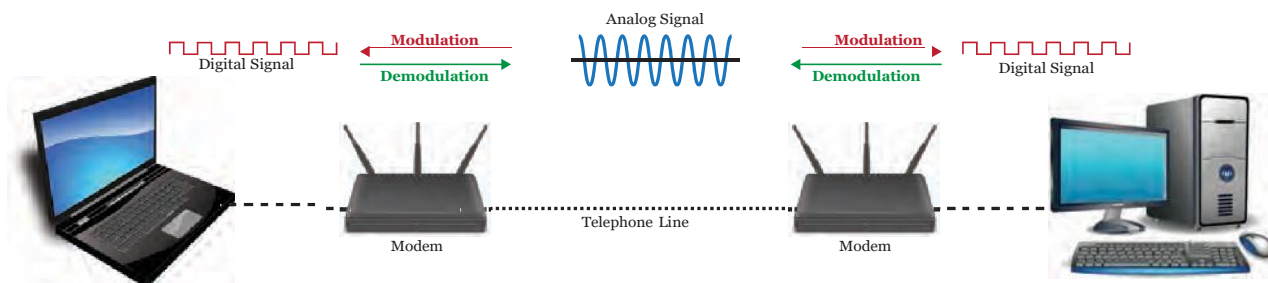 Analog Signal
Modulation
Modulation
Digital Signal
Demodulation
Demodulation
Digital Signal
Telephone Line
Modem
Modem